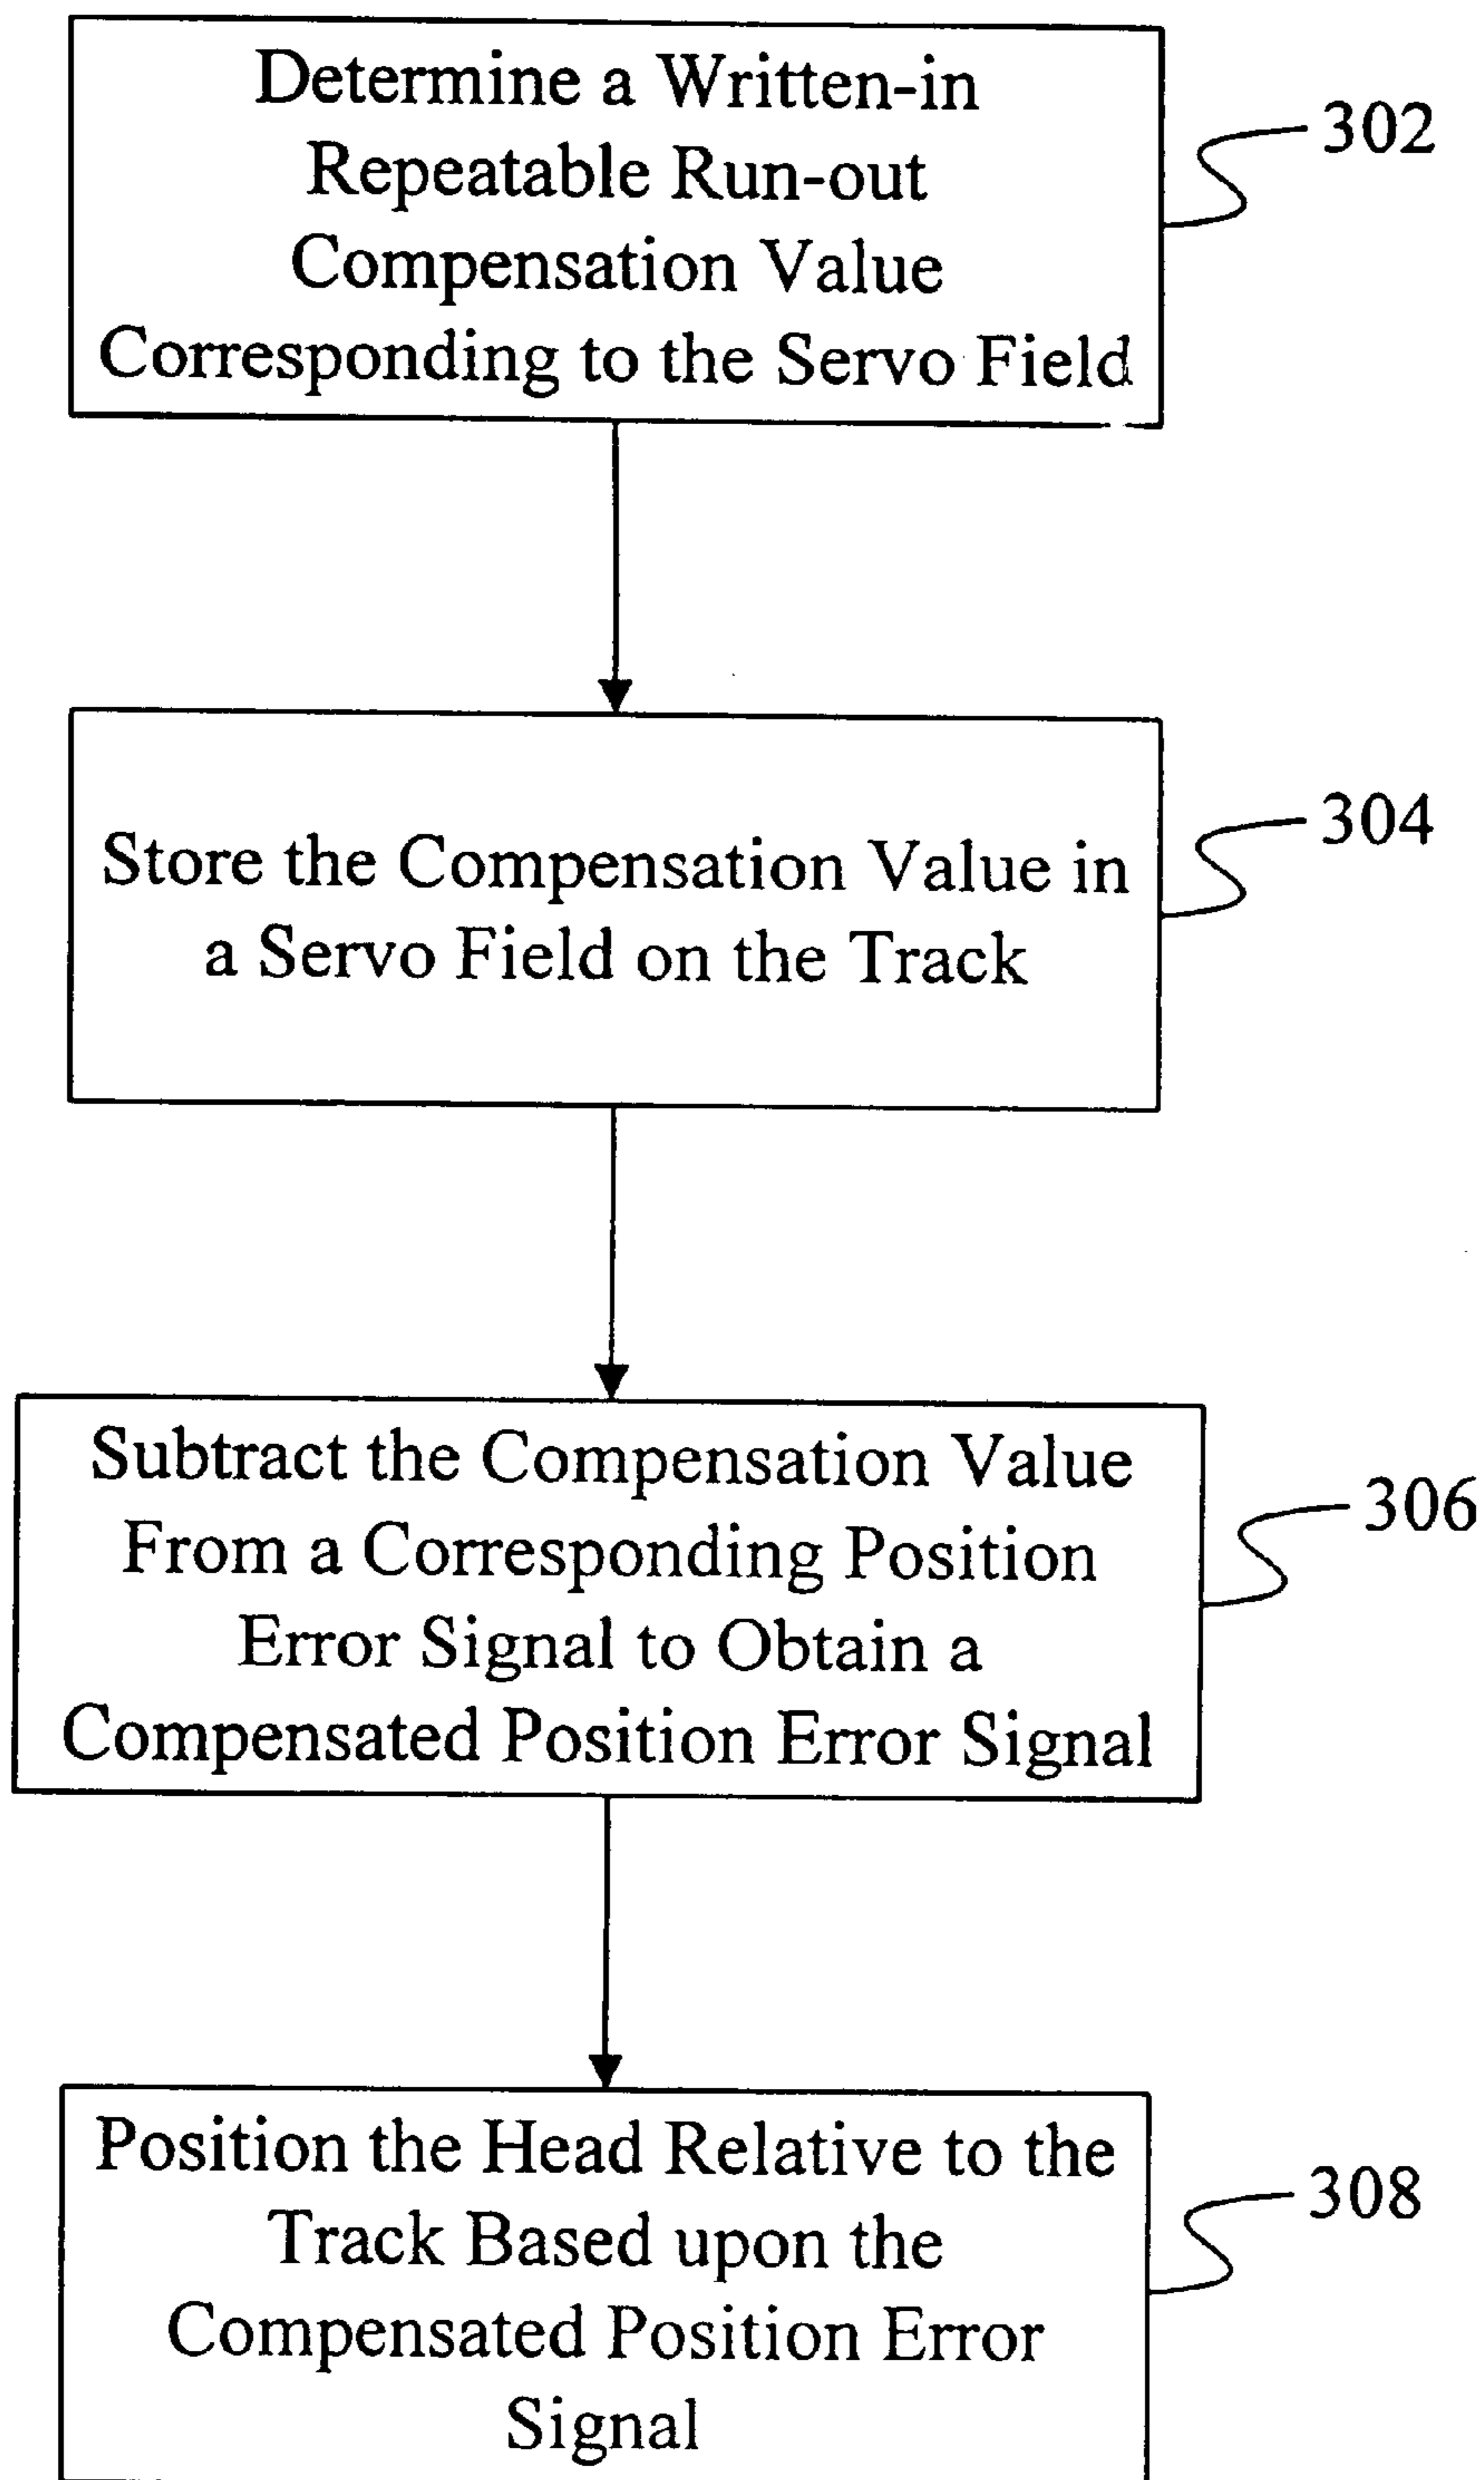 Determine a Written-in
Repeatable Run-out
Compensation Value
Corresponding to the Servo Field
302
Store the Compensation Value in
a Servo Field on the Track
304
Subtract the Compensation Value
From a Corresponding Position
Error Signal to Obtain a
Compensated Position Error Signal
306
Position the Head Relative to the
Track Based upon the
Compensated Position Error
Signal
308